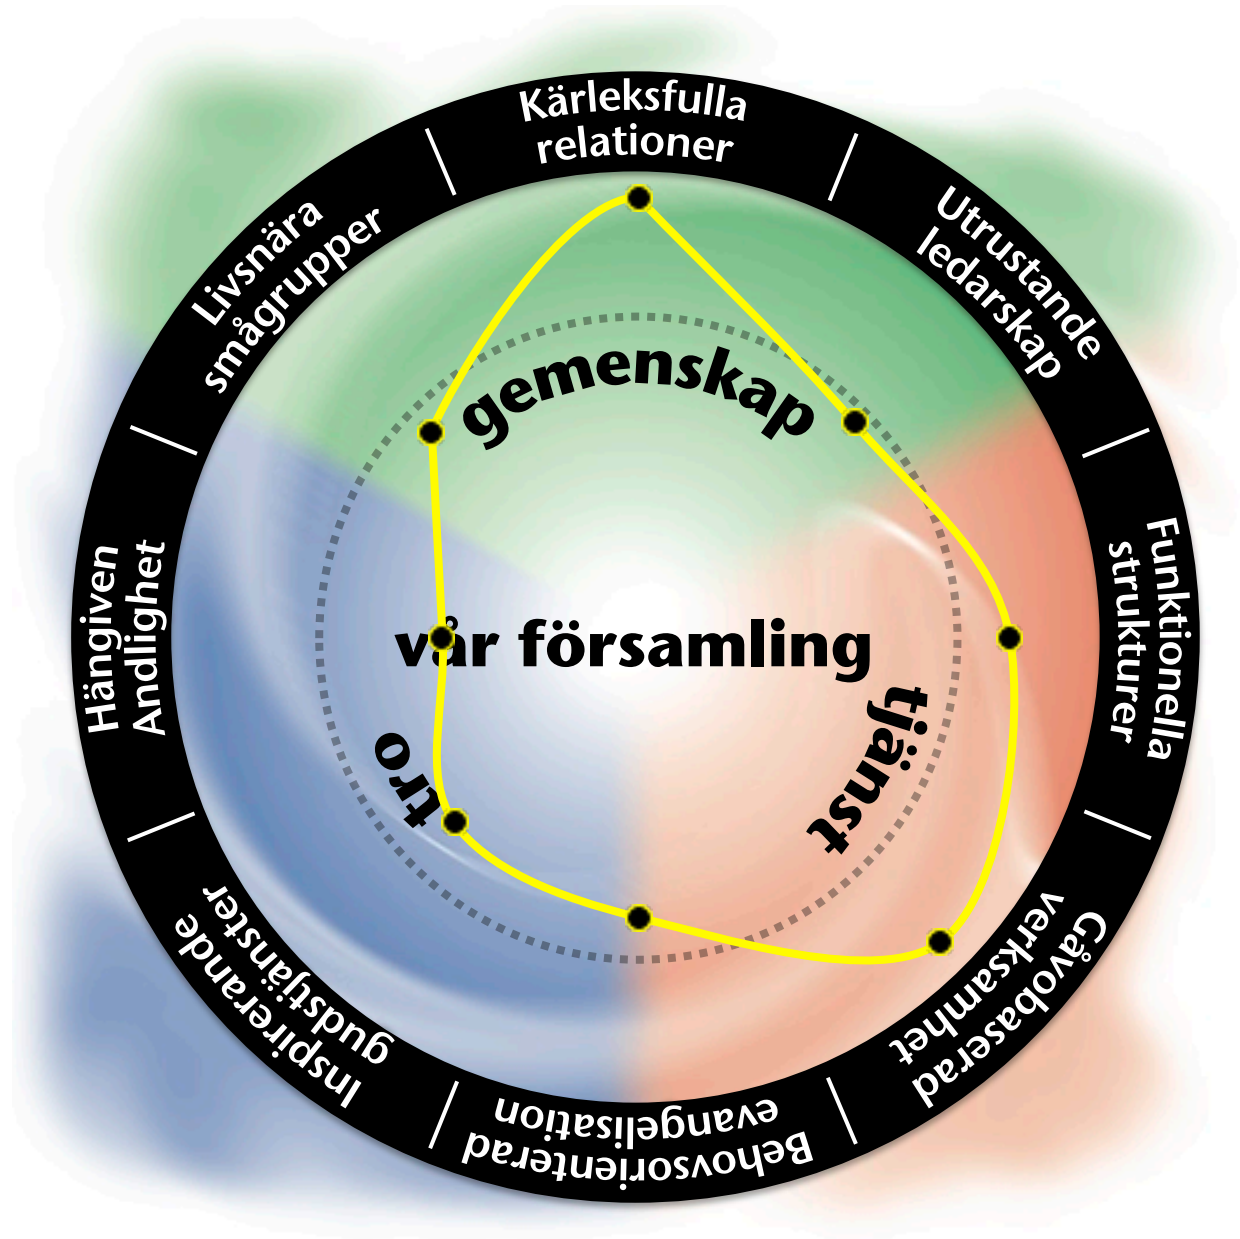 Kärleksfulla
relationer
Utrustande
ledarskap
Funktionella
strukturer
Gåvobaserad
verksamhet
Behovsorienterad
evangelisation
Inspirerande
gudstjänster
Hängiven
Andlighet
Livsnära
smågrupper
gemenskap
vår församling
tjänst
tro